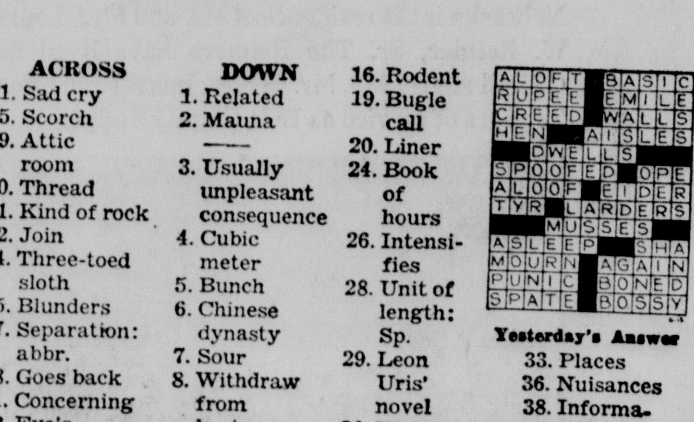 ACROSS
1. Sad cry
5. Scorch
9. Attic
room
0. Thread
1. Kind of rock
2. Join
4. Three-toed
sloth
5. Blunders
7. Separation:
abbr.
8. Goes back
. Concerning
DOWN
1. Related
2. Mauna
3. Usually
unpleasant
consequence
4. Cubic
meter
5. Bunch
6. Chinese
dynasty
7. Sour
8. Withdraw
from
16. Rodent
19. Bugle
call
20. Liner
24. Book
of
hours
26. Intensi-
fies
28. Unit of
length:
Sp.
29. Leon
Uris'
novel
ALOFT BASIC
RUPEE EMILE
CREED WALLS
HEN AISLES
DWELLS
SPOOFED OPE
ALOOF EIDER
TYR LARDERS
MUSSES
ASLEEP SHA
MOURN AGAIN
PUNIC BONED
SPATE BOSSY
Yesterday's Answer
33. Places
36. Nuisances
38. Informa-